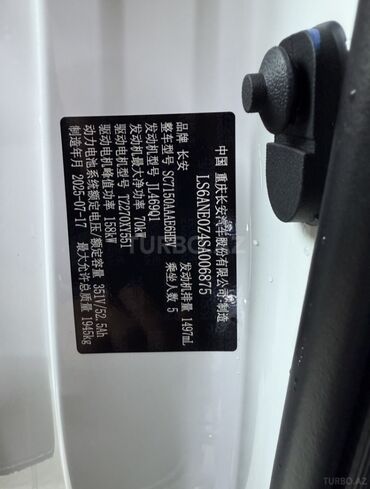 中国 重庆长安汽车股份有限公司 制造
LS6ANE0Z4SA006875
品牌 长安 发动机排量 1497mL
整车型号 SC7150AAAE6HEV 乘坐人数 5
发动机型号 JL469PQ1
发动机最大净功率 70kW
驱动电机型号 TZ270XY551
驱动电机峰值功率 158kW
动力电池系统额定电压/额定容量 351V/52.5Ah
制造年月 2025-07-17 最大允许总质量 1945kg
TURBO.AZ
TURBO.AZ